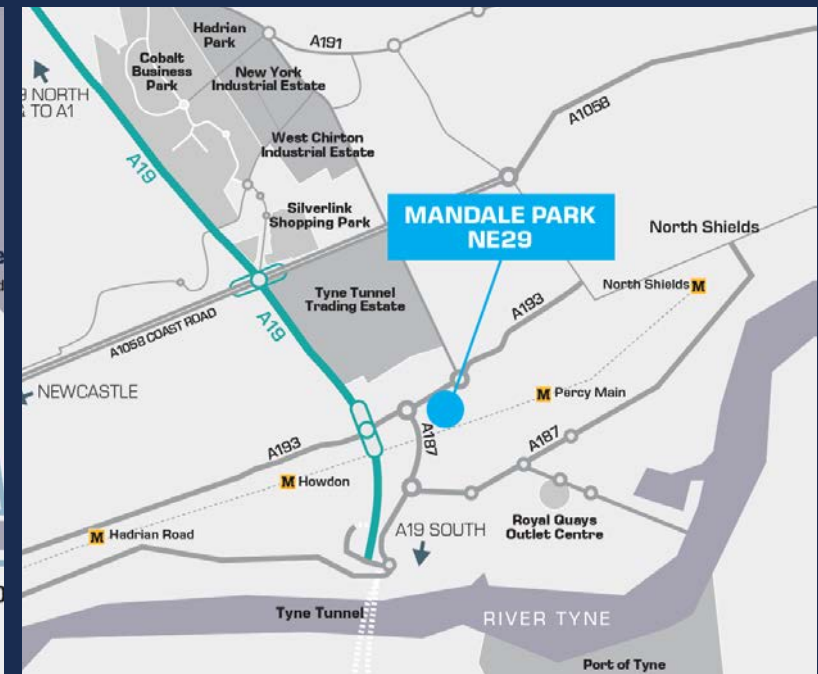 Hadrian
Park
A191
Cobalt
Business
Park
New York
Industrial Estate
NORTH
TO A1
A1058
West Chirton
Industrial Estate
A19
Silverlink
Shopping Park
MANDALE PARK
NE29
North Shields
North Shields M
Tyne Tunnel
Trading Estate
A193
A19
A1058 COAST ROAD
NEWCASTLE
M Percy Main
A187
A187
A193
M Howdon
Royal Quays
Outlet Centre
A19 SOUTH
M Hadrian Road
Tyne Tunnel
RIVER TYNE
Port of Tyne